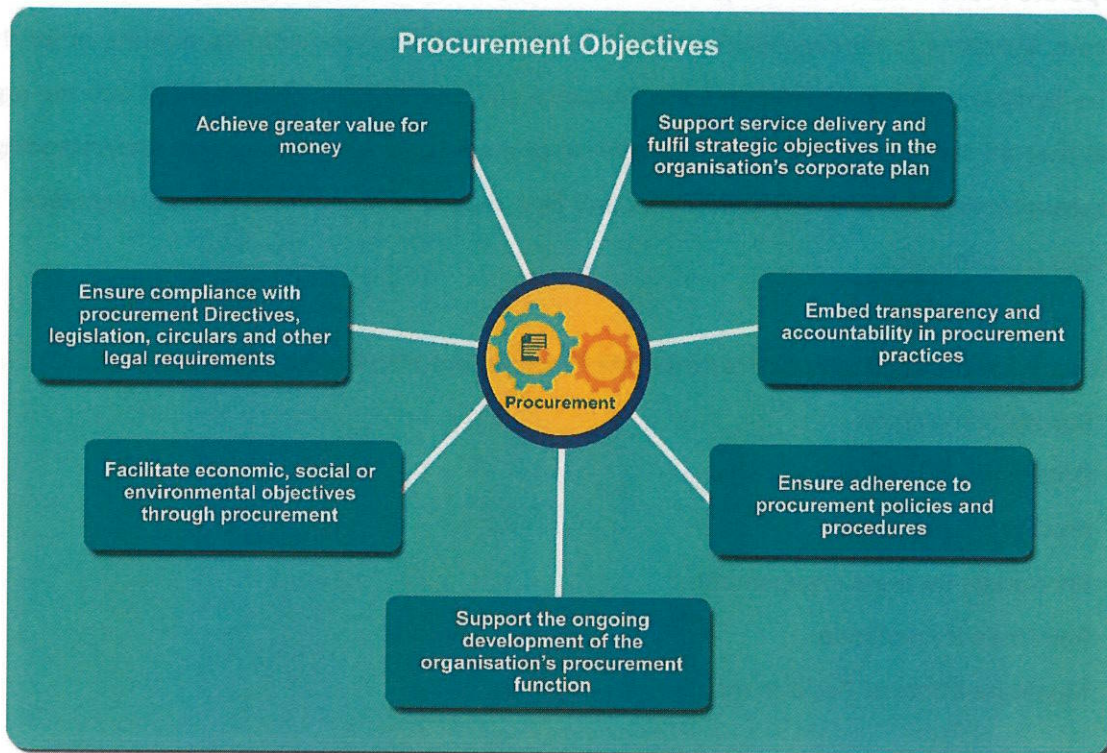 Procurement Objectives
Achieve greater value for
money
Support service delivery and
fulfil strategic objectives in the
organisation's corporate plan
Ensure compliance with
procurement Directives,
legislation, circulars and other
legal requirements
Embed transparency and
accountability in procurement
practices
Procurement
Facilitate economic, social or
environmental objectives
through procurement
Ensure adherence to
procurement policies and
procedures
Support the ongoing
development of the
organisation's procurement
function